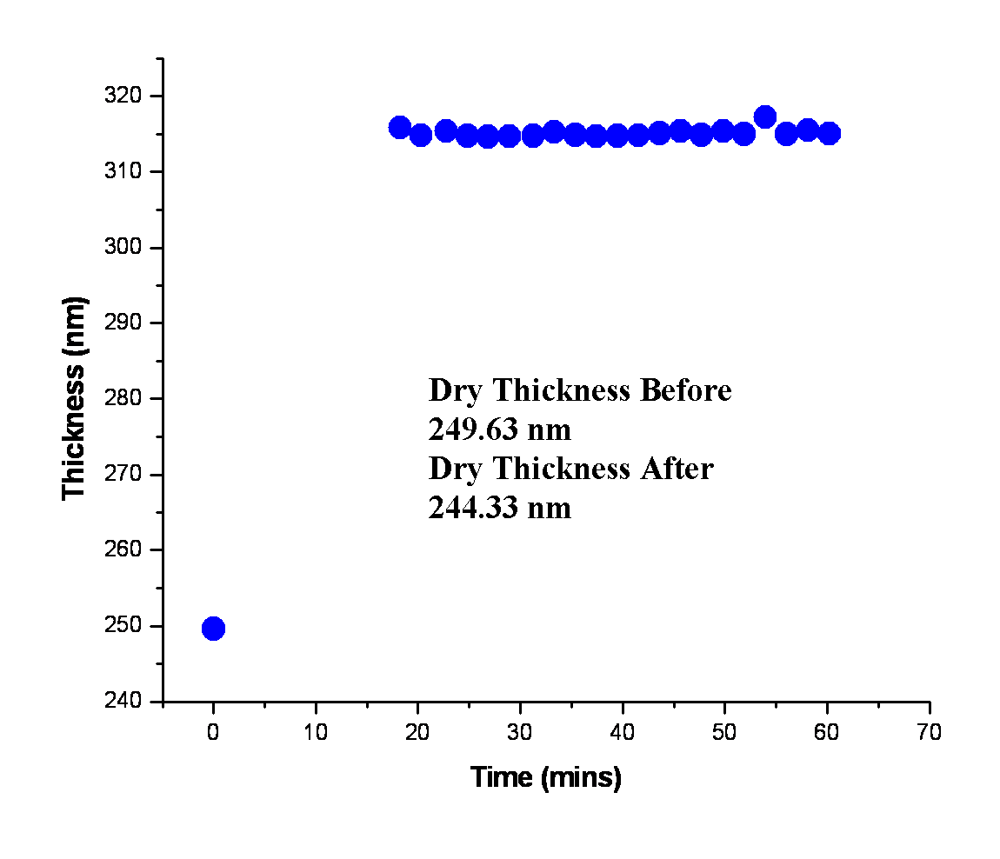 320
310
300
290
280
270
260
250
240
Thickness (nm)
Dry Thickness Before
249.63 nm
Dry Thickness After
244.33 nm
0 10 20 30 40 50 60 70
Time (mins)